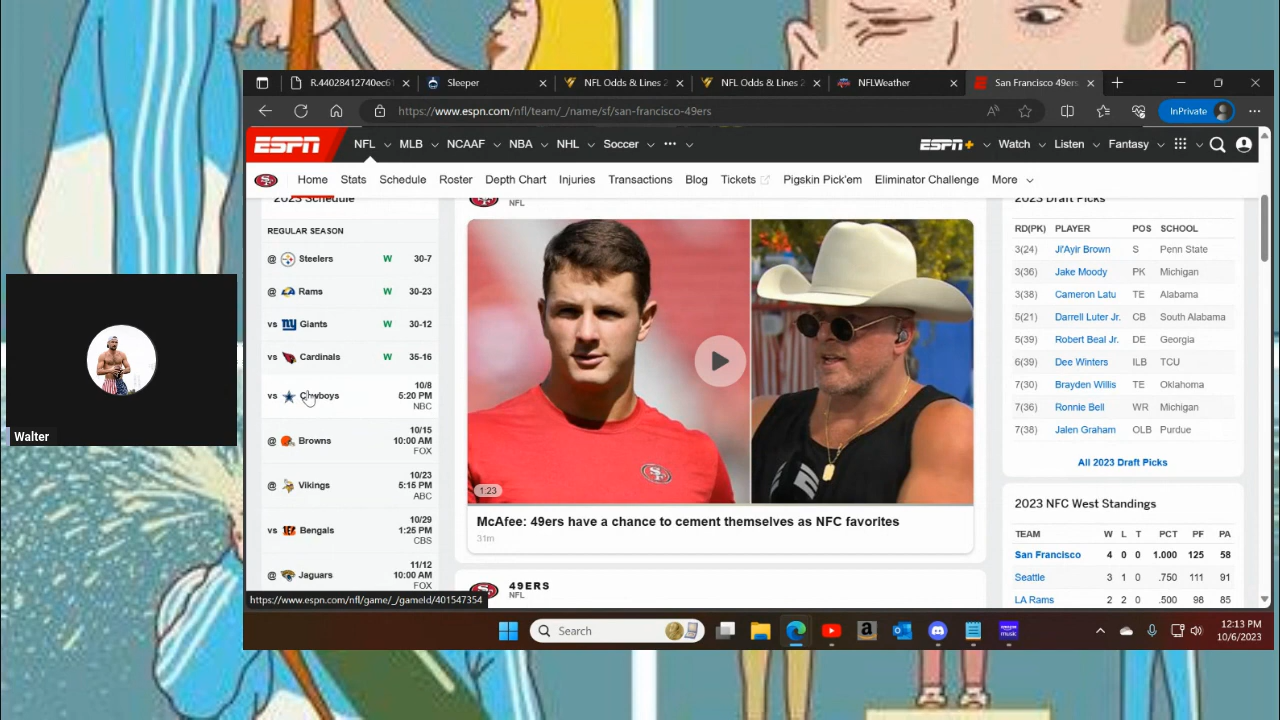 R.44028412740ec61
Sleeper
NFL Odds & Lines 2
NFL Odds & Lines 2
NFLWeather
San Francisco 49ers
https://www.espn.com/nfl/team/_/name/sf/san-francisco-49ers
InPrivate
ESPN NFL MLB NCAAF NBA NHL Soccer ESPN+ Watch Listen Fantasy
Home Stats Schedule Roster Depth Chart Injuries Transactions Blog Tickets Pigskin Pick'em Eliminator Challenge More
2023 Schedule
REGULAR SEASON
@ Steelers W 30-7
@ Rams W 30-23
vs Giants W 30-12
vs Cardinals W 35-16
vs Cowboys 10/8 5:20 PM NBC
@ Browns 10/15 10:00 AM FOX
@ Vikings 10/23 5:15 PM ABC
vs Bengals 10/29 1:25 PM CBS
@ Jaguars 11/12 10:00 AM FOX
https://www.espn.com/nfl/game/_/gameId/401547354
NFL
1:23
McAfee: 49ers have a chance to cement themselves as NFC favorites
31m
49ERS
NFL
2023 Draft Picks
RD(PK) PLAYER POS SCHOOL
3(24) Ji'Ayir Brown S Penn State
3(36) Jake Moody PK Michigan
3(38) Cameron Latu TE Alabama
5(21) Darrell Luter Jr. CB South Alabama
5(39) Robert Beal Jr. DE Georgia
6(39) Dee Winters ILB TCU
7(30) Brayden Willis TE Oklahoma
7(36) Ronnie Bell WR Michigan
7(38) Jalen Graham OLB Purdue
All 2023 Draft Picks
2023 NFC West Standings
TEAM W L T PCT PF PA
San Francisco 4 0 0 1.000 125 58
Seattle 3 1 0 .750 111 91
LA Rams 2 2 0 .500 98 85
Walter
Search
12:13 PM
10/6/2023